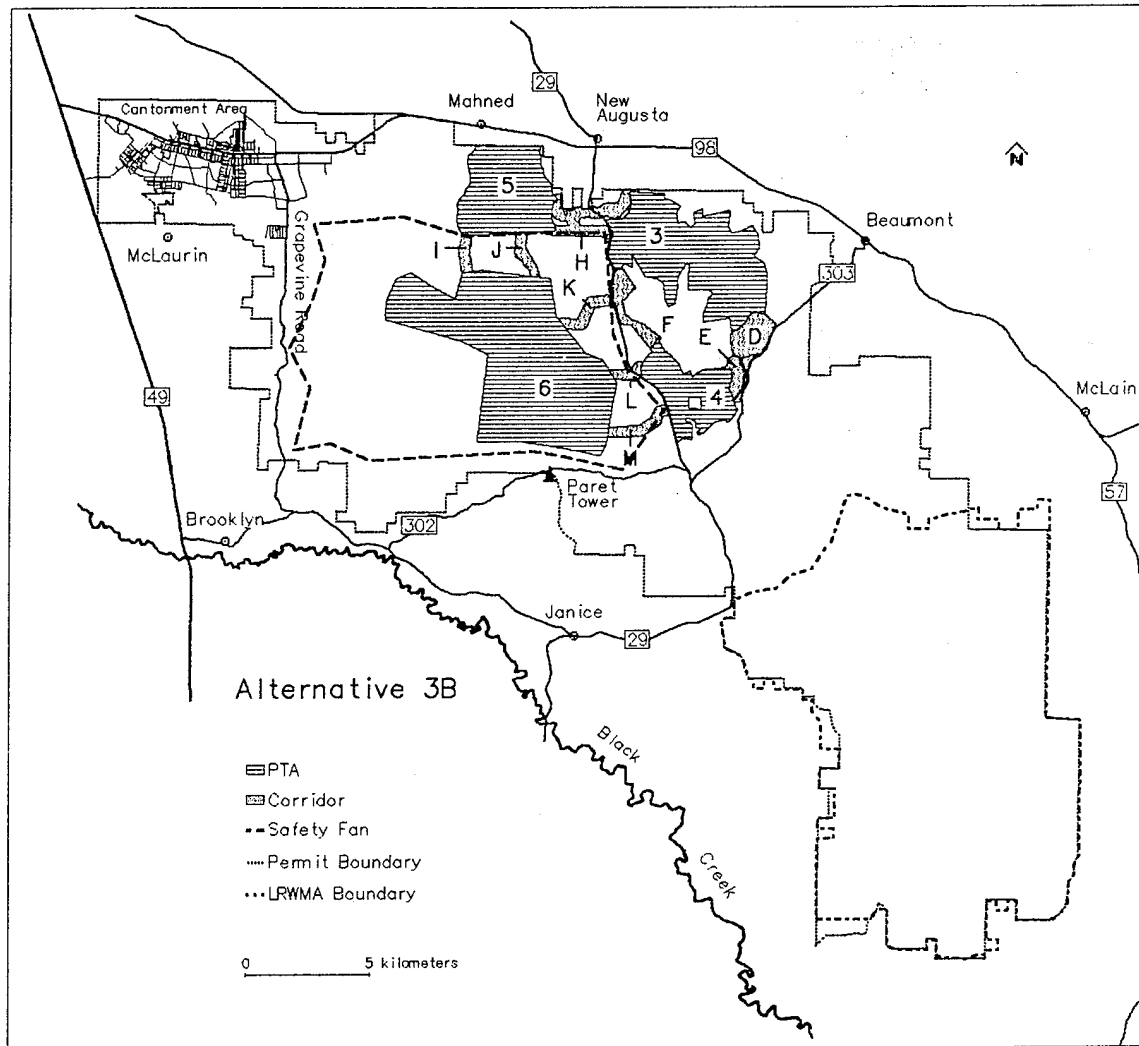 Cantonment Area
29
Mahned
New
Augusta
98
N
5
3
Beaumont
McLaurin
Grapevine Road
I
J
H
303
K
F
E
D
49
6
4
McLain
L
M
57
Paret
Tower
Brooklyn
302
Janice
29
Alternative 3B
Black
Creek
PTA
Corridor
Safety Fan
Permit Boundary
LRWMA Boundary
0 5 kilometers